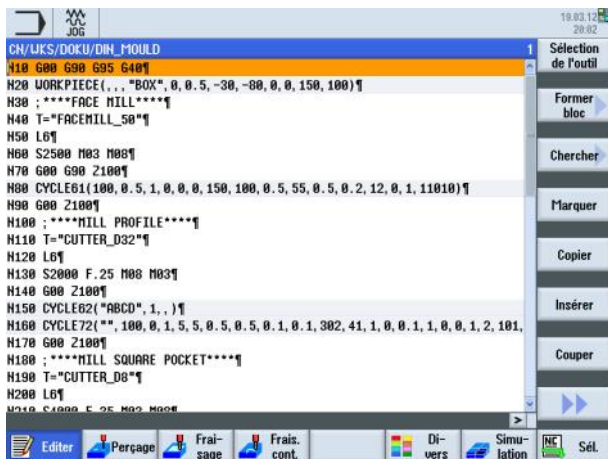 JOG
19.03.12
20:02
CH/WKS/DOKU/DIN_MOULD 1
N10 G00 G90 G95 G40¶
N20 WORKPIECE(,,,"BOX",0,0.5,-30,-80,0,0,150,100)¶
N30 ;****FACE MILL****¶
N40 T="FACEMILL_50"¶
N50 L6¶
N60 S2500 M03 M08¶
N70 G00 G90 Z100¶
N80 CYCLE61(100,0.5,1,0,0,0,150,100,0.5,55,0.5,0.2,12,0,1,11010)¶
N90 G00 Z100¶
N100 ;****MILL PROFILE****¶
N110 T="CUTTER_D32"¶
N120 L6¶
N130 S2000 F.25 M08 M03¶
N140 G00 Z100¶
N150 CYCLE62("ABCD",1,,)¶
N160 CYCLE72("",100,0,1,5,5,0.5,0.5,0.1,0.1,302,41,1,0,0.1,1,0,0,1,2,101,
N170 G00 Z100¶
N180 ;****MILL SQUARE POCKET****¶
N190 T="CUTTER_D8"¶
N200 L6¶
N210 S4000 F.25 M03 M08¶
Sélection
de l'outil
Former
bloc
Chercher
Marquer
Copier
Insérer
Couper
Editer
Perçage
Frai-
sage
Frais.
cont.
Di-
vers
Simu-
lation
NC
Sél.